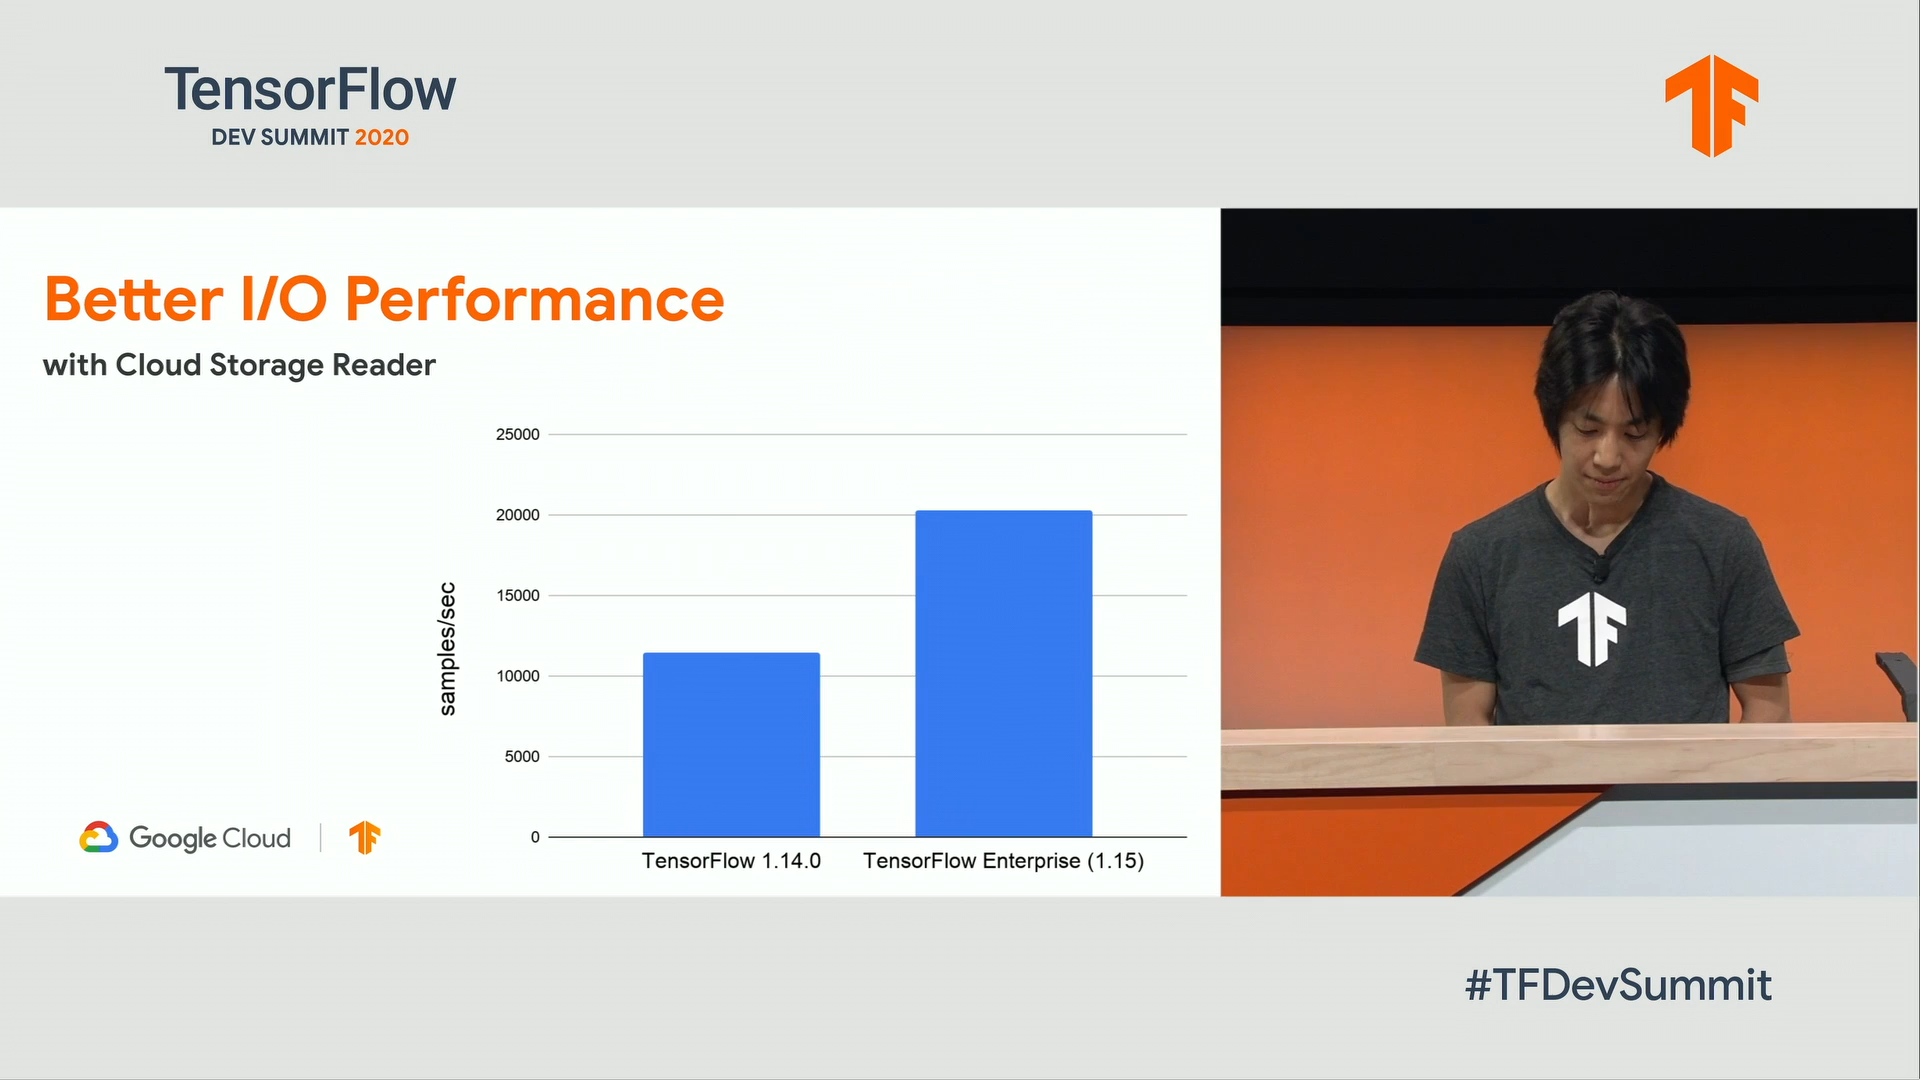 TensorFlow
DEV SUMMIT 2020
Better I/O Performance
with Cloud Storage Reader
samples/sec
25000
20000
15000
10000
5000
0
TensorFlow 1.14.0
TensorFlow Enterprise (1.15)
Google Cloud
#TFDevSummit